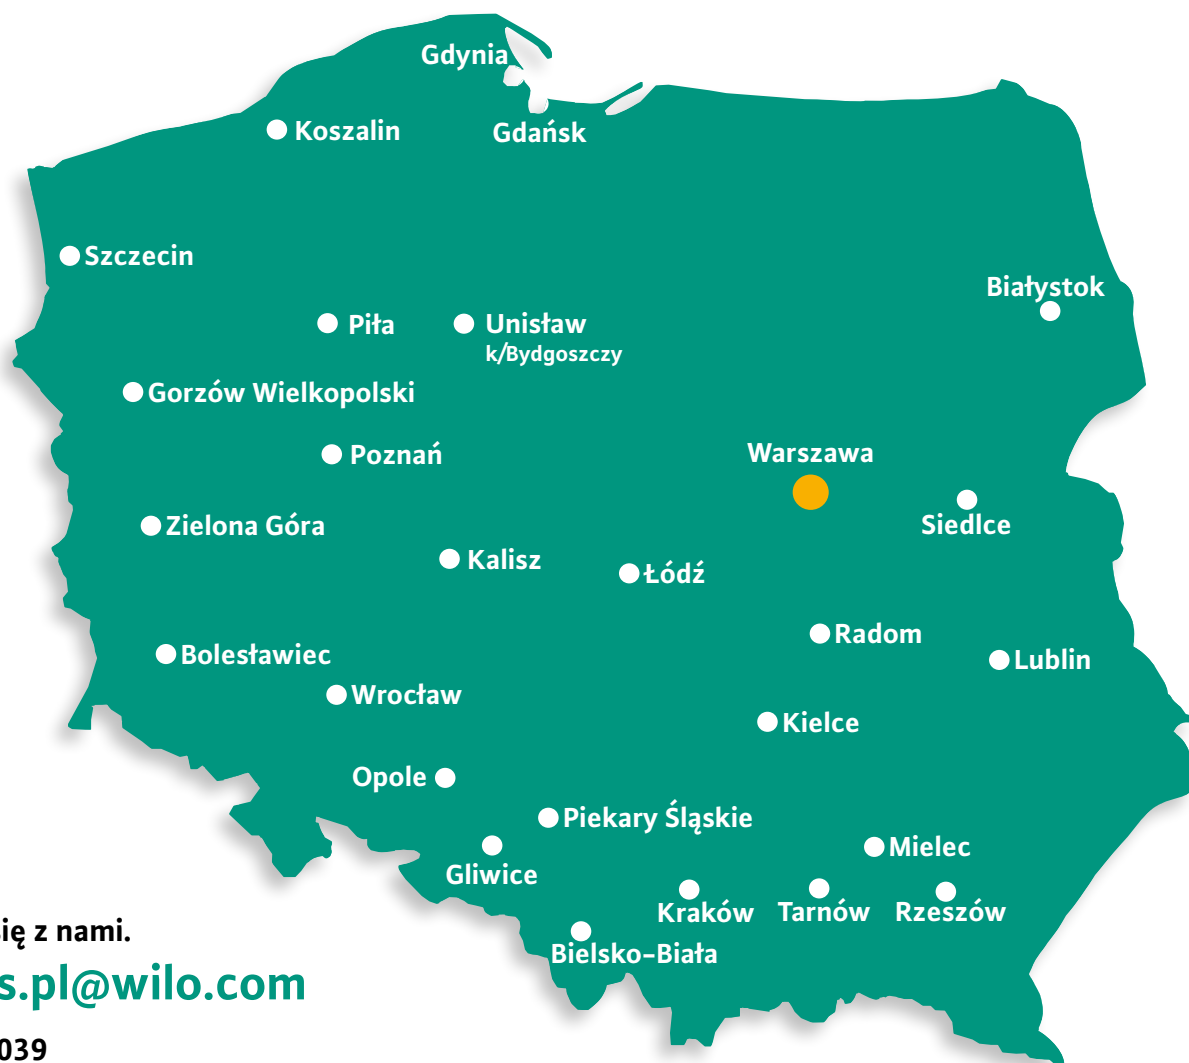 Gdynia
Koszalin
Gdańsk
Szczecin
Białystok
Piła
Unisław
k/Bydgoszczy
Gorzów Wielkopolski
Poznań
Warszawa
Siedlce
Zielona Góra
Kalisz
Łódź
Radom
Bolesławiec
Lublin
Wrocław
Kielce
Opole
Piekary Śląskie
Mielec
Gliwice
Kraków
Tarnów
Rzeszów
Bielsko-Biała
się z nami.
s.pl@wilo.com
039